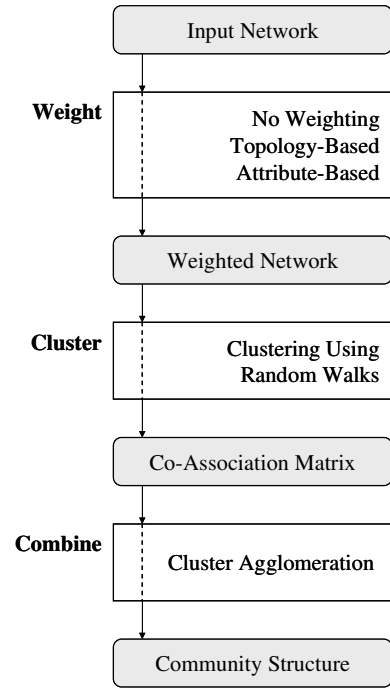 Input Network
Weight
No Weighting
Topology-Based
Attribute-Based
Weighted Network
Cluster
Clustering Using
Random Walks
Co-Association Matrix
Combine
Cluster Agglomeration
Community Structure